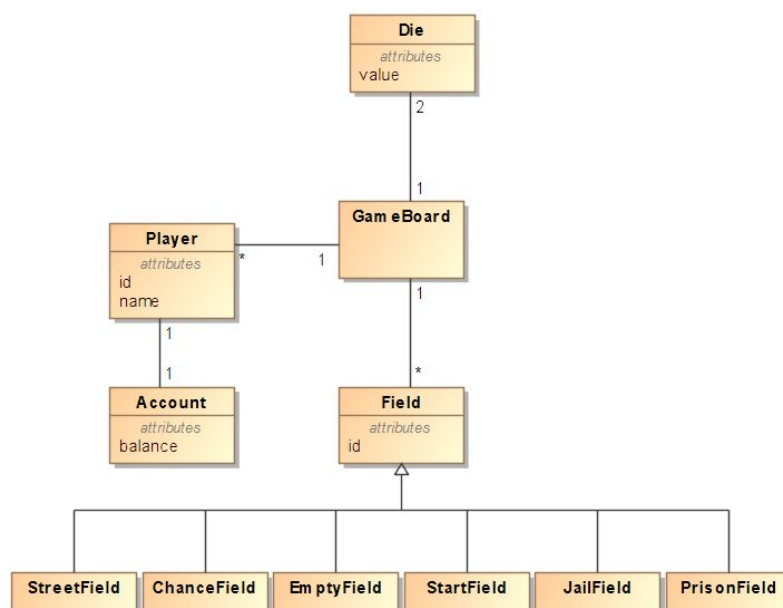 Die
attributes
value
2
1
GameBoard
Player
attributes
id
name
*
1
1
1
1
*
Account
attributes
balance
Field
attributes
id
StreetField
ChanceField
EmptyField
StartField
JailField
PrisonField